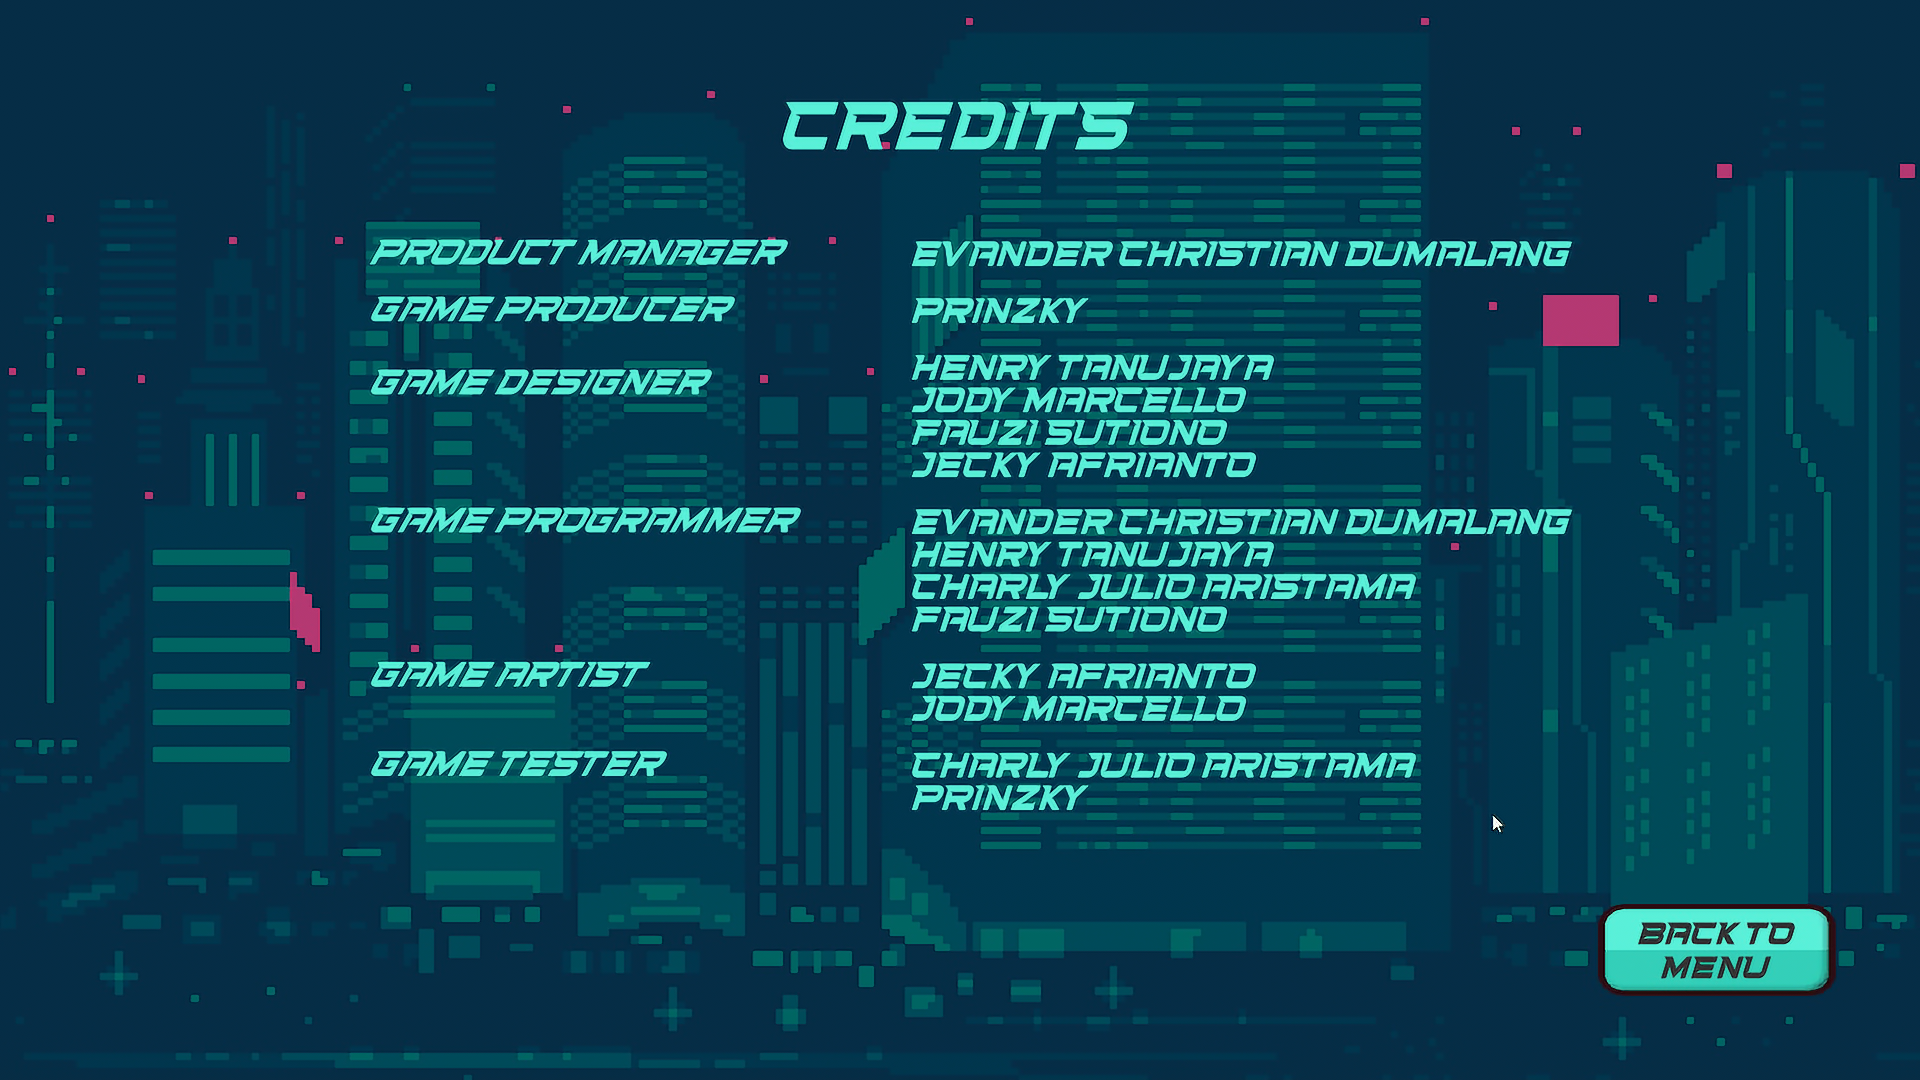 CREDITS
PRODUCT MANAGER EVANDER CHRISTIAN DUMALANG
GAME PRODUCER PRINZKY
GAME DESIGNER HENRY TANUJAYA
JODY MARCELLO
FAUZI SUTIONO
JECKY AFRIANTO
GAME PROGRAMMER EVANDER CHRISTIAN DUMALANG
HENRY TANUJAYA
CHARLY JULIO ARISTAMA
FAUZI SUTIONO
GAME ARTIST JECKY AFRIANTO
JODY MARCELLO
GAME TESTER CHARLY JULIO ARISTAMA
PRINZKY
BACK TO
MENU